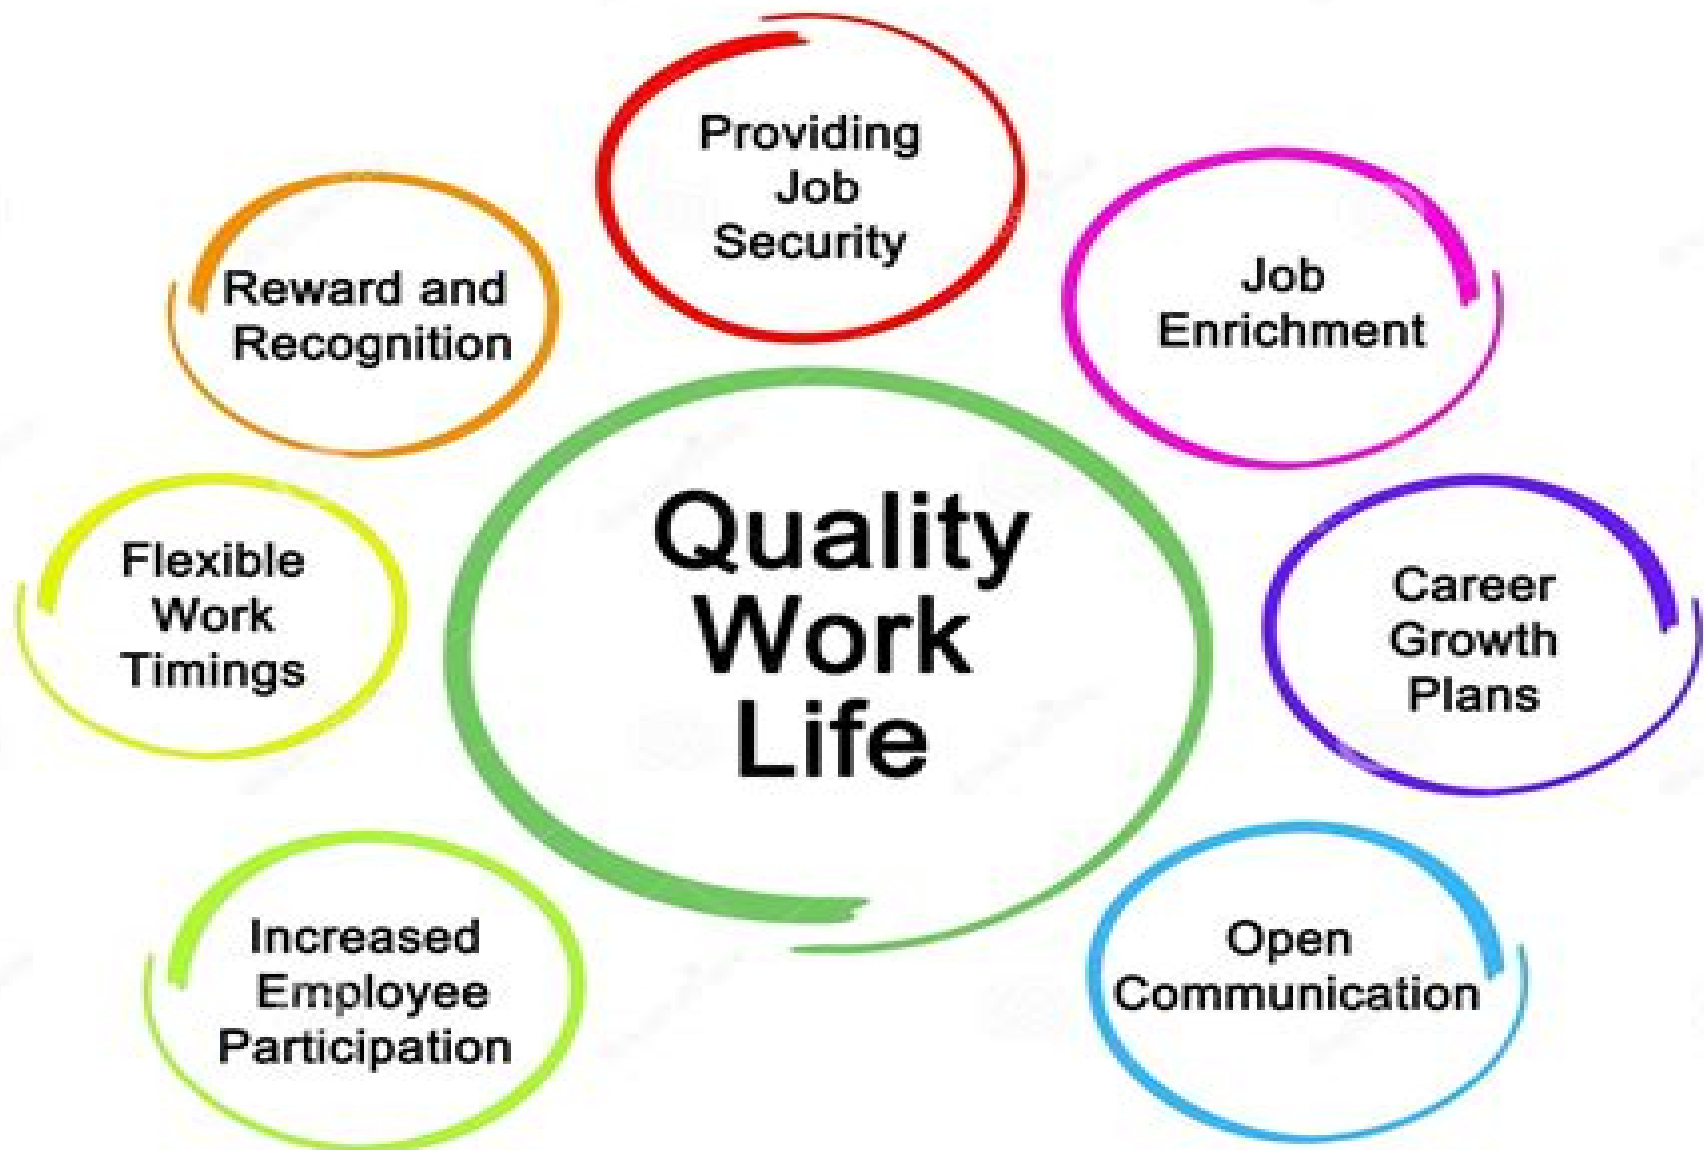 Providing
Job
Security
Reward and
Recognition
Job
Enrichment
Quality
Work
Life
Flexible
Work
Timings
Career
Growth
Plans
Increased
Employee
Participation
Open
Communication